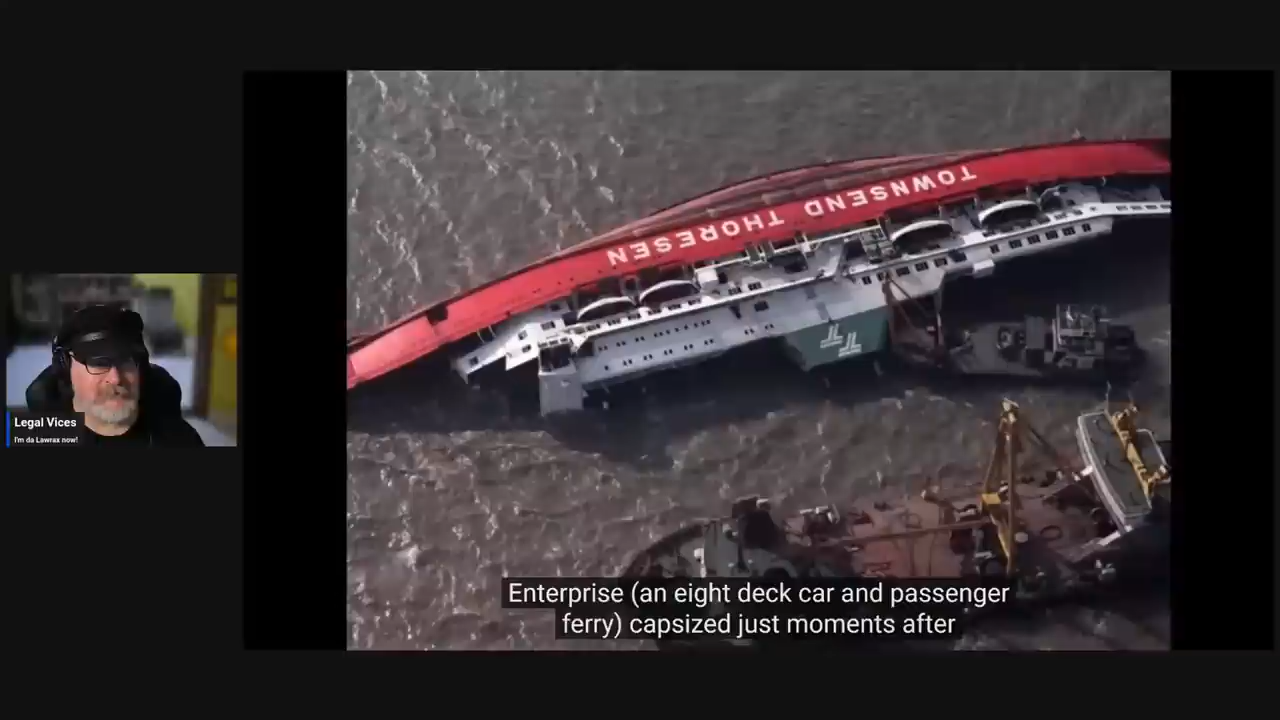 TOWNSEND THORESEN
Legal Vices
I'm da Lawrax now!
Enterprise (an eight deck car and passenger
ferry) capsized just moments after